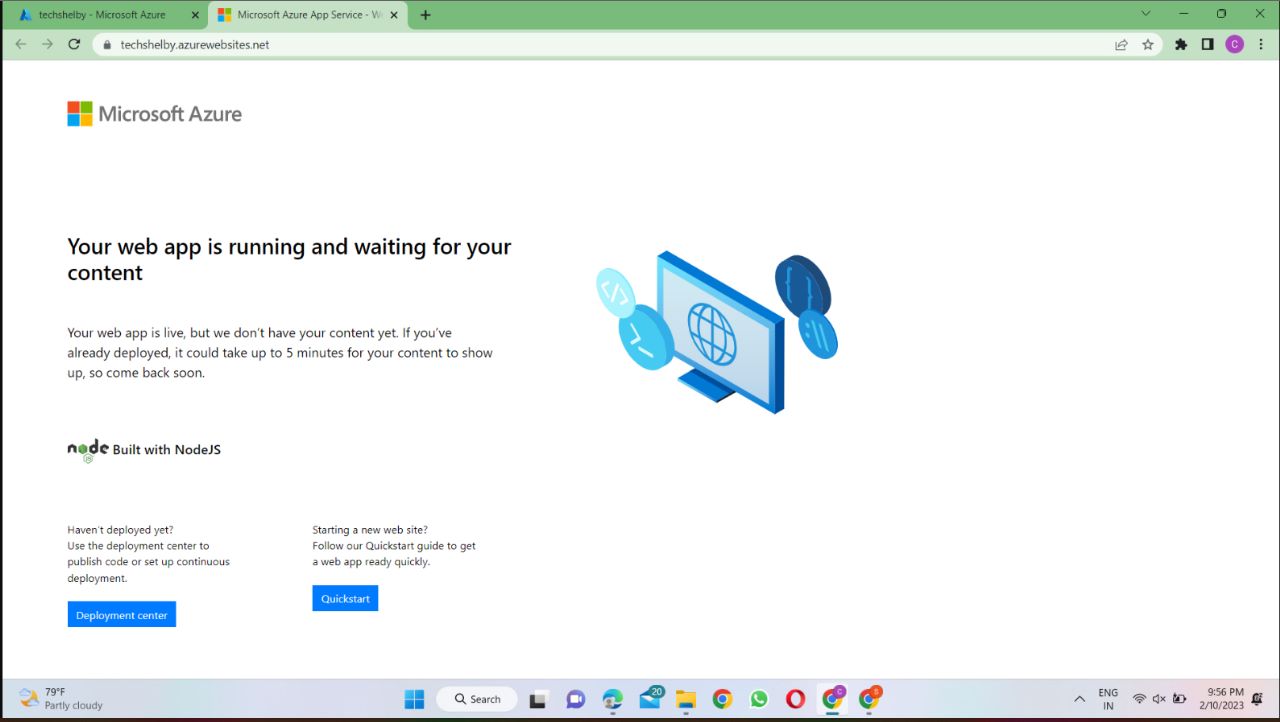 techshelby - Microsoft Azure
Microsoft Azure App Service - W
techshelby.azurewebsites.net
C
Microsoft Azure
Your web app is running and waiting for your
content
Your web app is live, but we don’t have your content yet. If you’ve
already deployed, it could take up to 5 minutes for your content to show
up, so come back soon.
node
JS
Built with NodeJS
Haven’t deployed yet?
Use the deployment center to
publish code or set up continuous
deployment.
Deployment center
Starting a new web site?
Follow our Quickstart guide to get
a web app ready quickly.
Quickstart
79°F
Partly cloudy
Search
20
C
S
ENG
IN
9:56 PM
2/10/2023